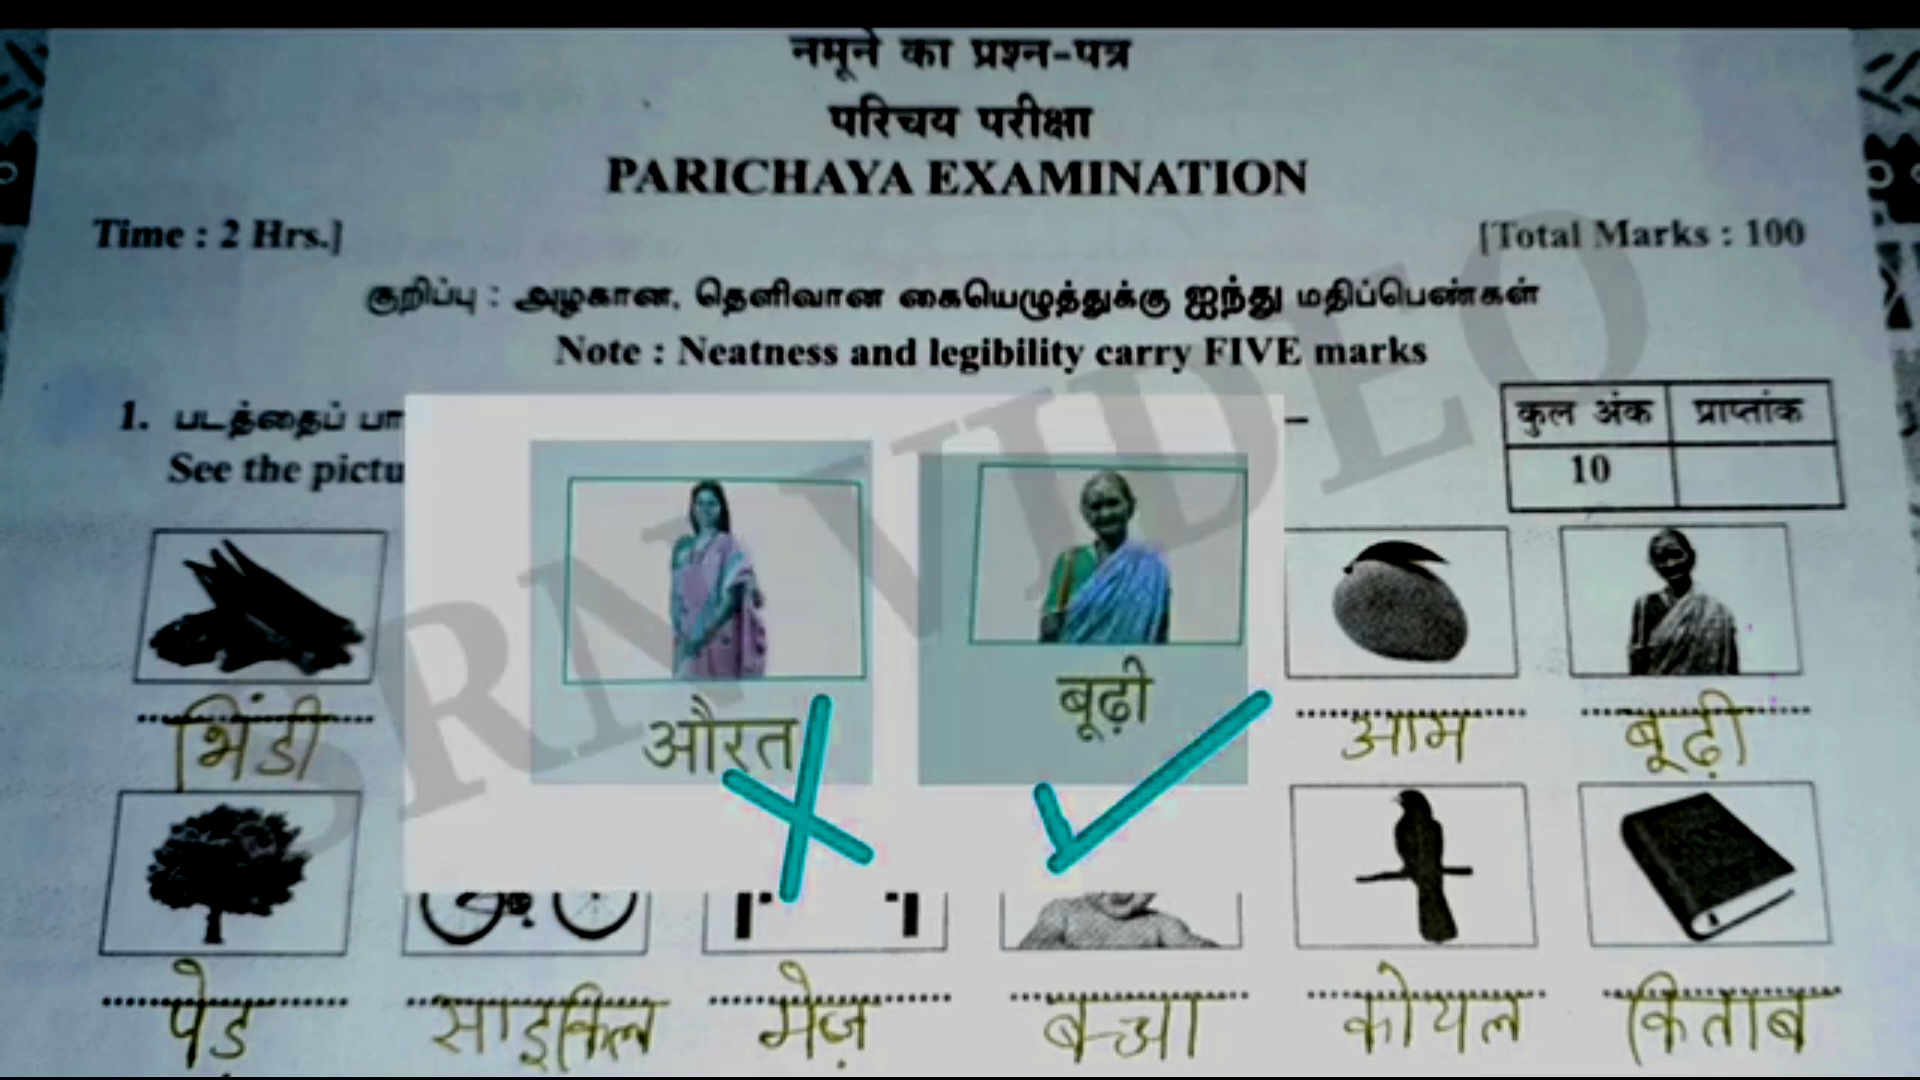 नमूने का प्रश्न-पत्र
परिचय परीक्षा
PARICHAYA EXAMINATION
Time : 2 Hrs.] [Total Marks : 100
குறிப்பு : அழகான, தெளிவான கையெழுத்துக்கு ஐந்து மதிப்பெண்கள்
Note : Neatness and legibility carry FIVE marks
1. படத்தைப் பா
See the pictu
कुल अंक प्राप्तांक
10
SRN VIDEO
औरत बूढ़ी
भिंडी आम बूढ़ी
पेड़ साइकिल मेज़ बच्चा कोयल किताब